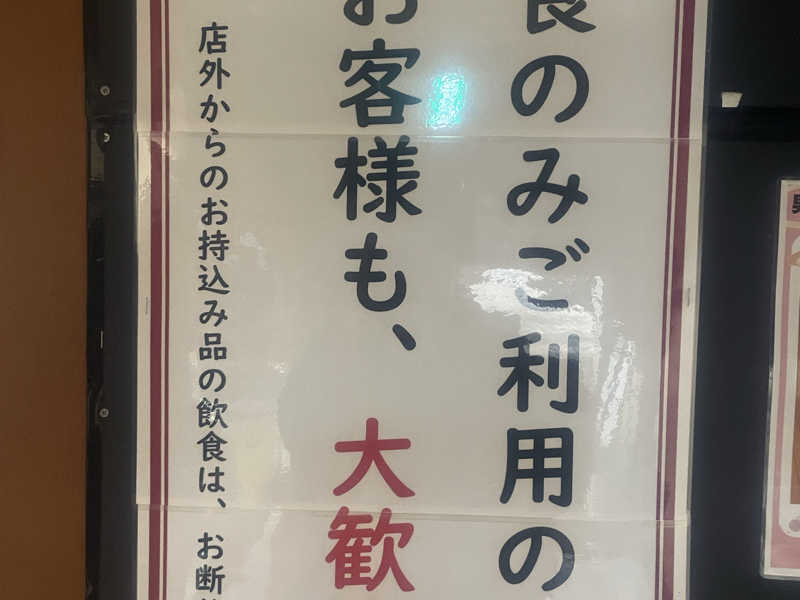 食のみご利用の
お客様も、大歓
店外からのお持込み品の飲食は、お断